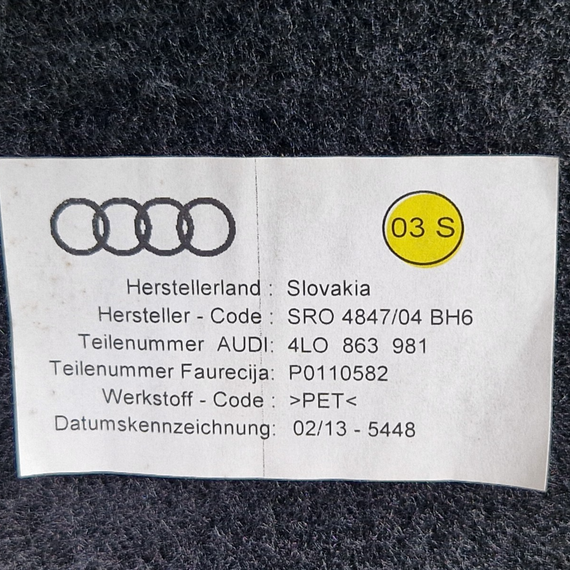 03 S
Herstellerland : Slovakia
Hersteller - Code : SRO 4847/04 BH6
Teilenummer AUDI: 4LO 863 981
Teilenummer Faurecija: P0110582
Werkstoff - Code : >PET<
Datumskennzeichnung: 02/13 - 5448